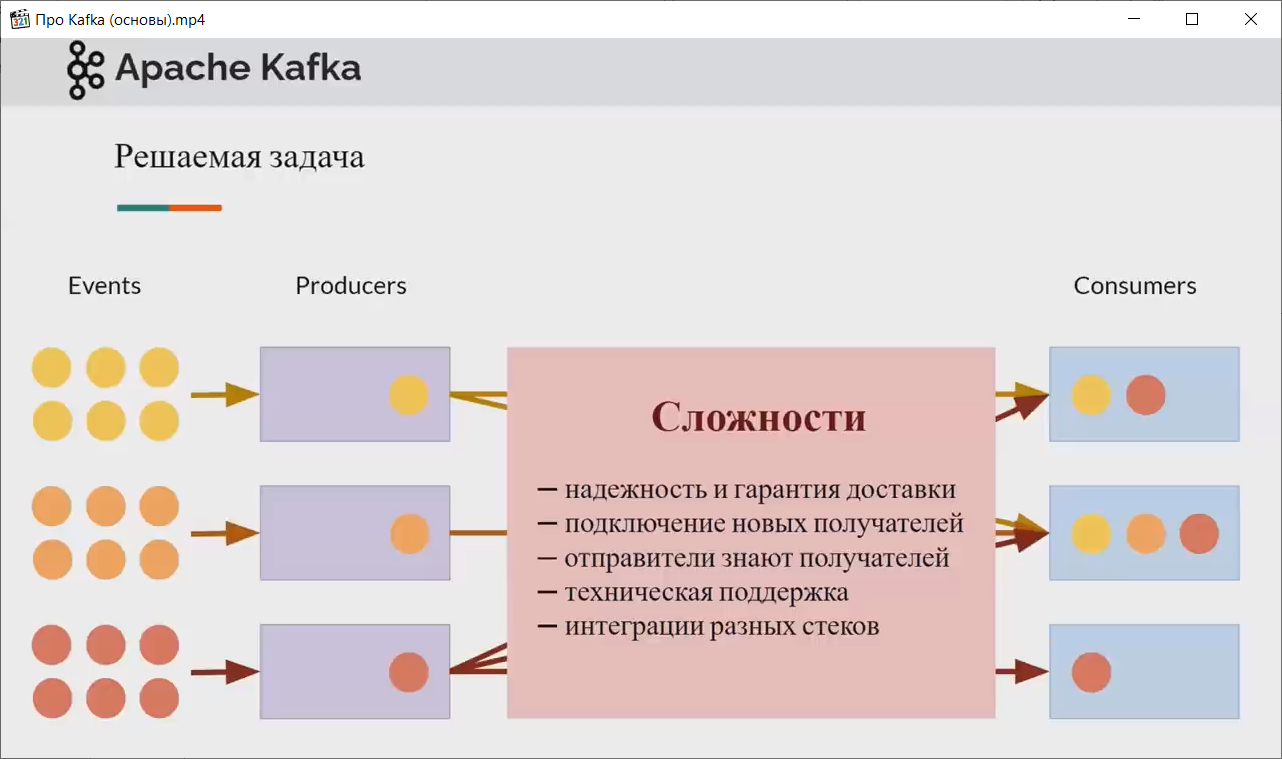 Про Kafka (основы).mp4
Apache Kafka
Решаемая задача
Events
Producers
Consumers
Сложности
— надежность и гарантия доставки
— подключение новых получателей
— отправители знают получателей
— техническая поддержка
— интеграции разных стеков